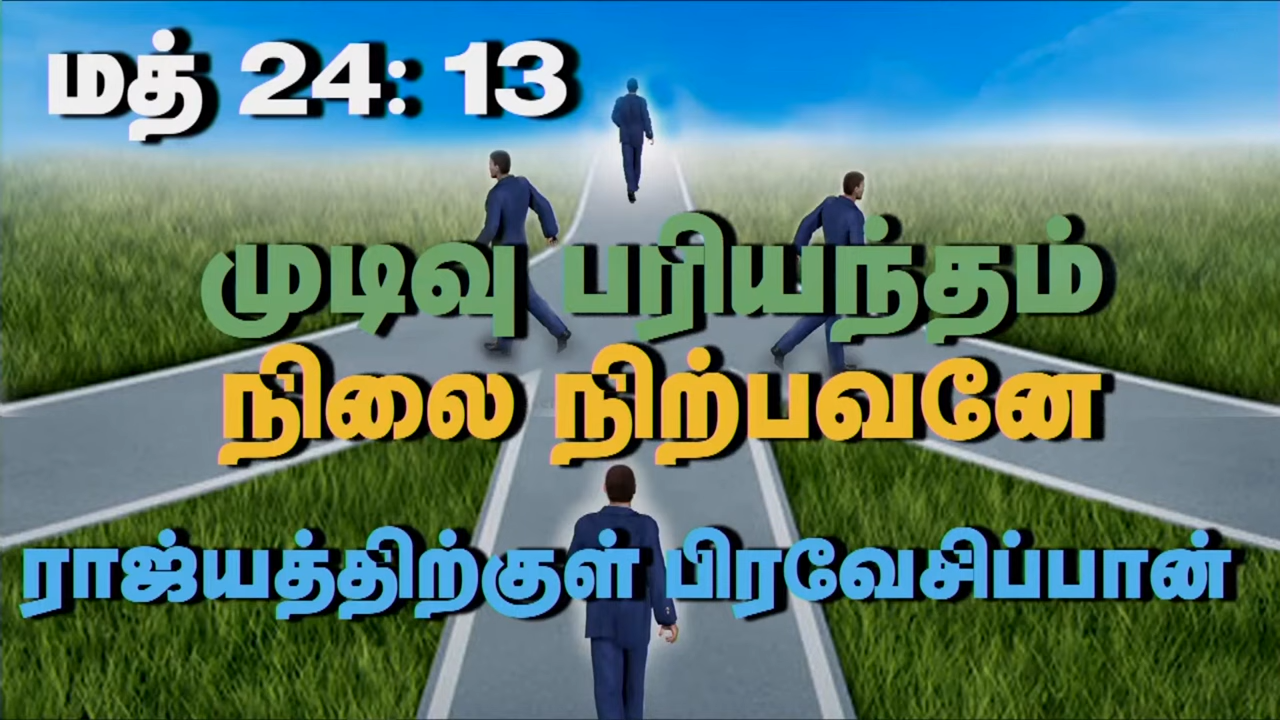 மத் 24: 13
முடிவு பரியந்தம்
நிலை நிற்பவனே
ராஜ்யத்திற்குள் பிரவேசிப்பான்